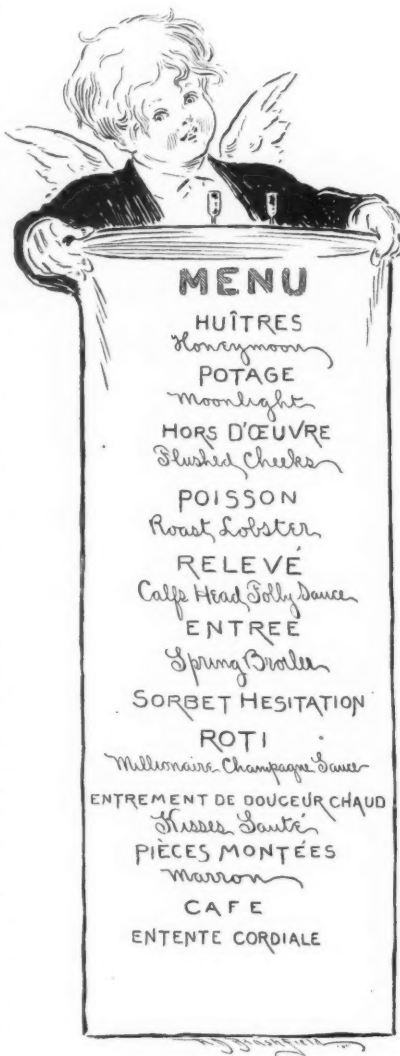 MENU
HUÎTRES
Honeymoon
POTAGE
Moonlight
HORS D'ŒUVRE
Flushed Cheeks
POISSON
Roast Lobster
RELEVÉ
Calfs Head, Folly Sauce
ENTREE
Spring Broiler
SORBET HESITATION
ROTI
Millionaire Champagne Sauce
ENTREMENT DE DOUCEUR CHAUD
Kisses Sauté
PIÈCES MONTÉES
Marron
CAFE
ENTENTE CORDIALE